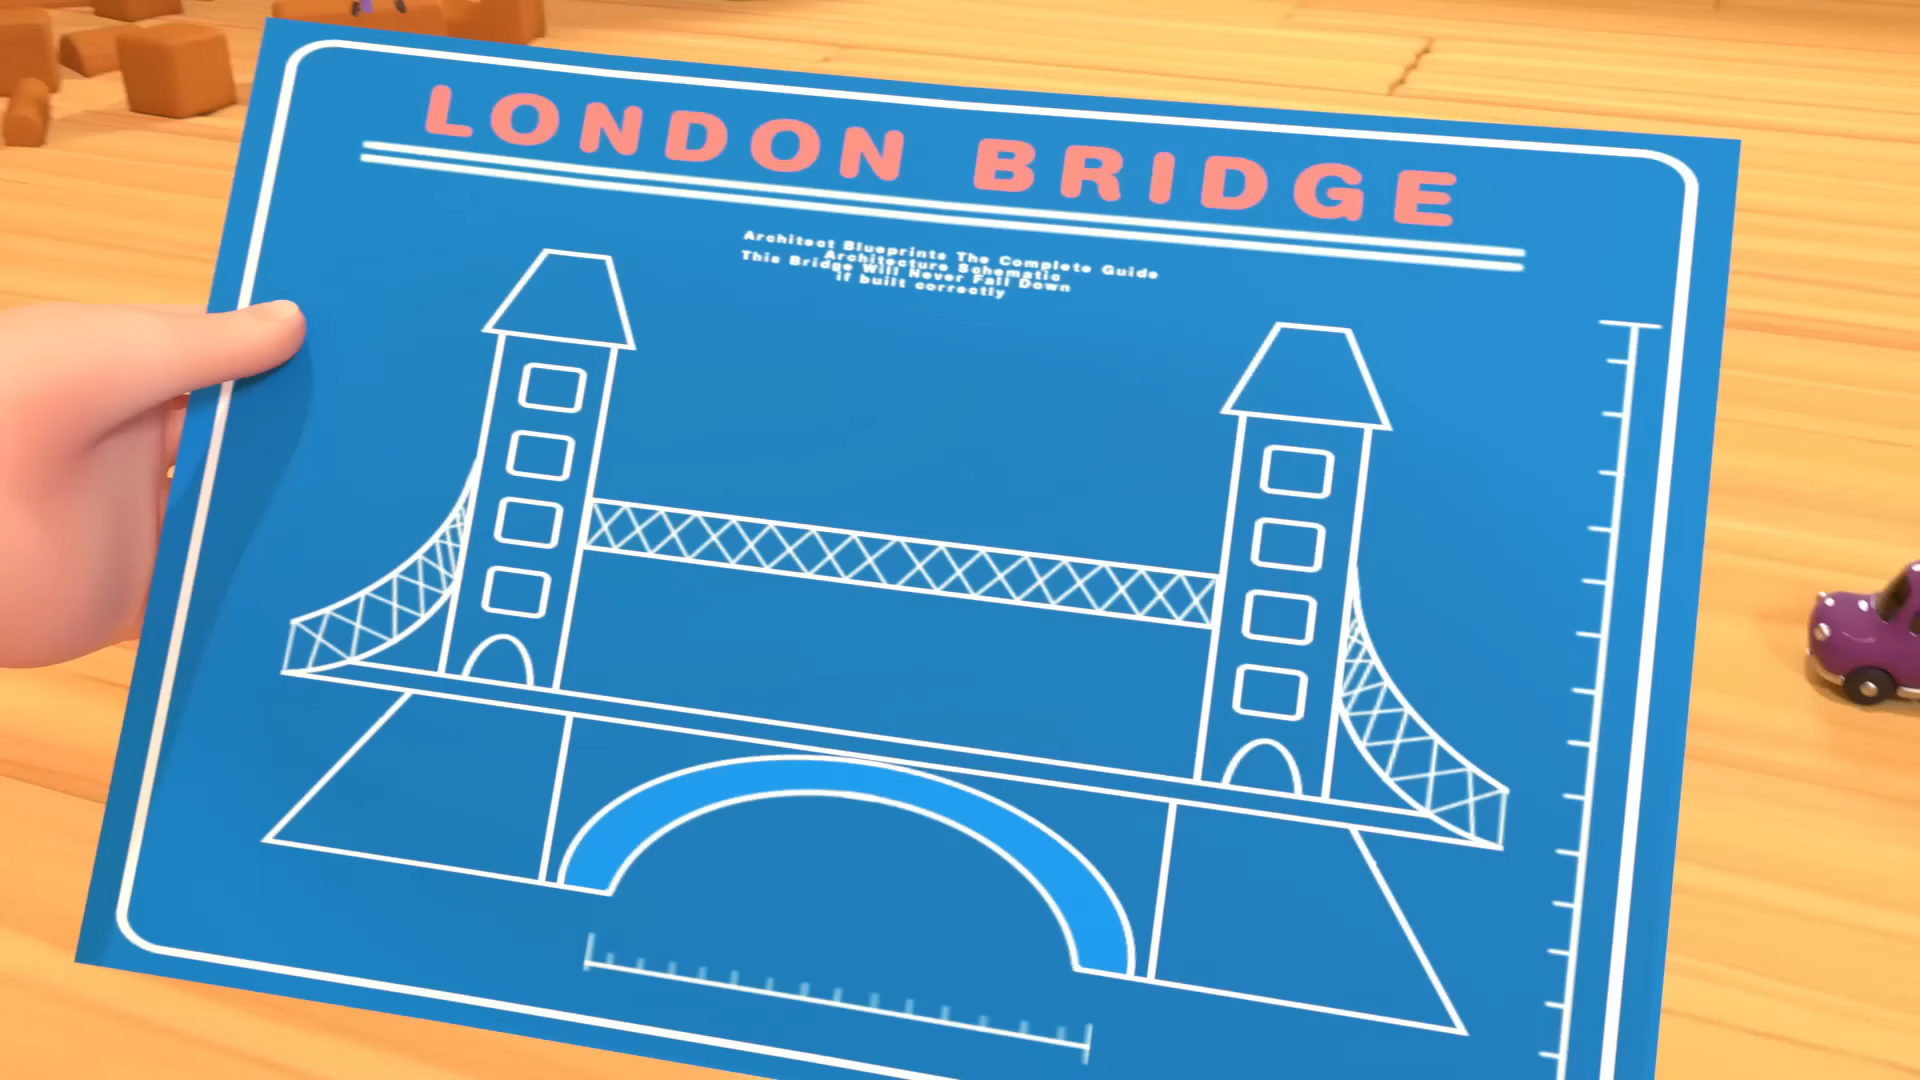 LONDON BRIDGE
Architect Blueprints The Complete Guide
Architecture Schematic
This Bridge Will Never Fall Down
if built correctly